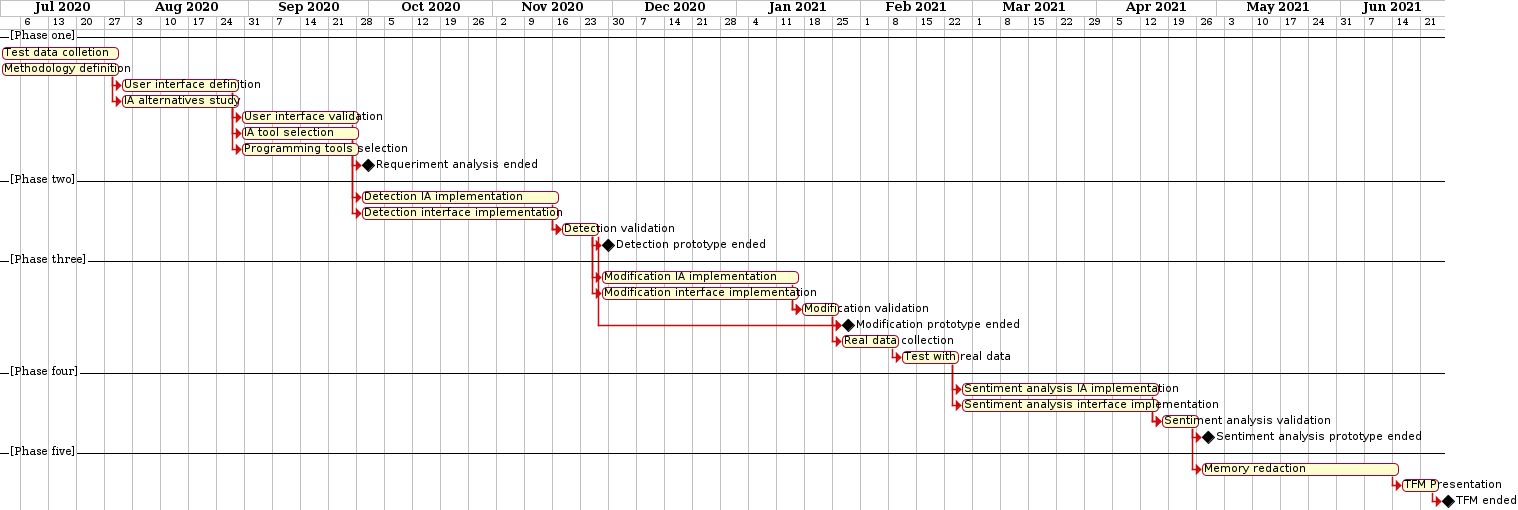 Jul 2020 Aug 2020 Sep 2020 Oct 2020 Nov 2020 Dec 2020 Jan 2021 Feb 2021 Mar 2021 Apr 2021 May 2021 Jun 2021
6 13 20 27 3 10 17 24 31 7 14 21 28 5 12 19 26 2 9 16 23 30 7 14 21 28 4 11 18 25 1 8 15 22 1 8 15 22 29 5 12 19 26 3 10 17 24 31 7 14 21
[Phase one]
Test data colletion
Methodology definition
User interface definition
IA alternatives study
User interface validation
IA tool selection
Programming tools selection
Requeriment analysis ended
[Phase two]
Detection IA implementation
Detection interface implementation
Detection validation
Detection prototype ended
[Phase three]
Modification IA implementation
Modification interface implementation
Modification validation
Modification prototype ended
Real data collection
Test with real data
[Phase four]
Sentiment analysis IA implementation
Sentiment analysis interface implementation
Sentiment analysis validation
Sentiment analysis prototype ended
[Phase five]
Memory redaction
TFM Presentation
TFM ended